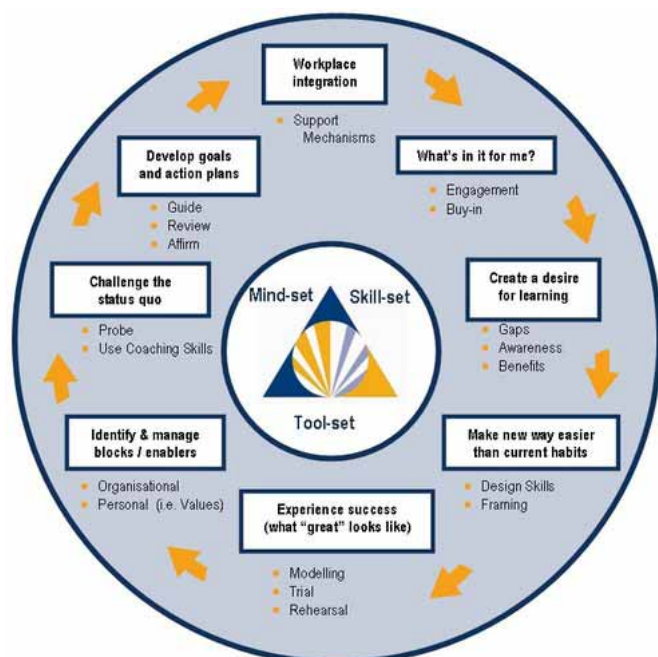 Workplace
integration
Support
Mechanisms
What's in it for me?
Engagement
Buy-in
Create a desire
for learning
Gaps
Awareness
Benefits
Make new way easier
than current habits
Design Skills
Framing
Experience success
(what “great” looks like)
Modelling
Trial
Rehearsal
Identify & manage
blocks / enablers
Organisational
Personal (i.e. Values)
Challenge the
status quo
Probe
Use Coaching Skills
Develop goals
and action plans
Guide
Review
Affirm
Mind-set
Skill-set
Tool-set